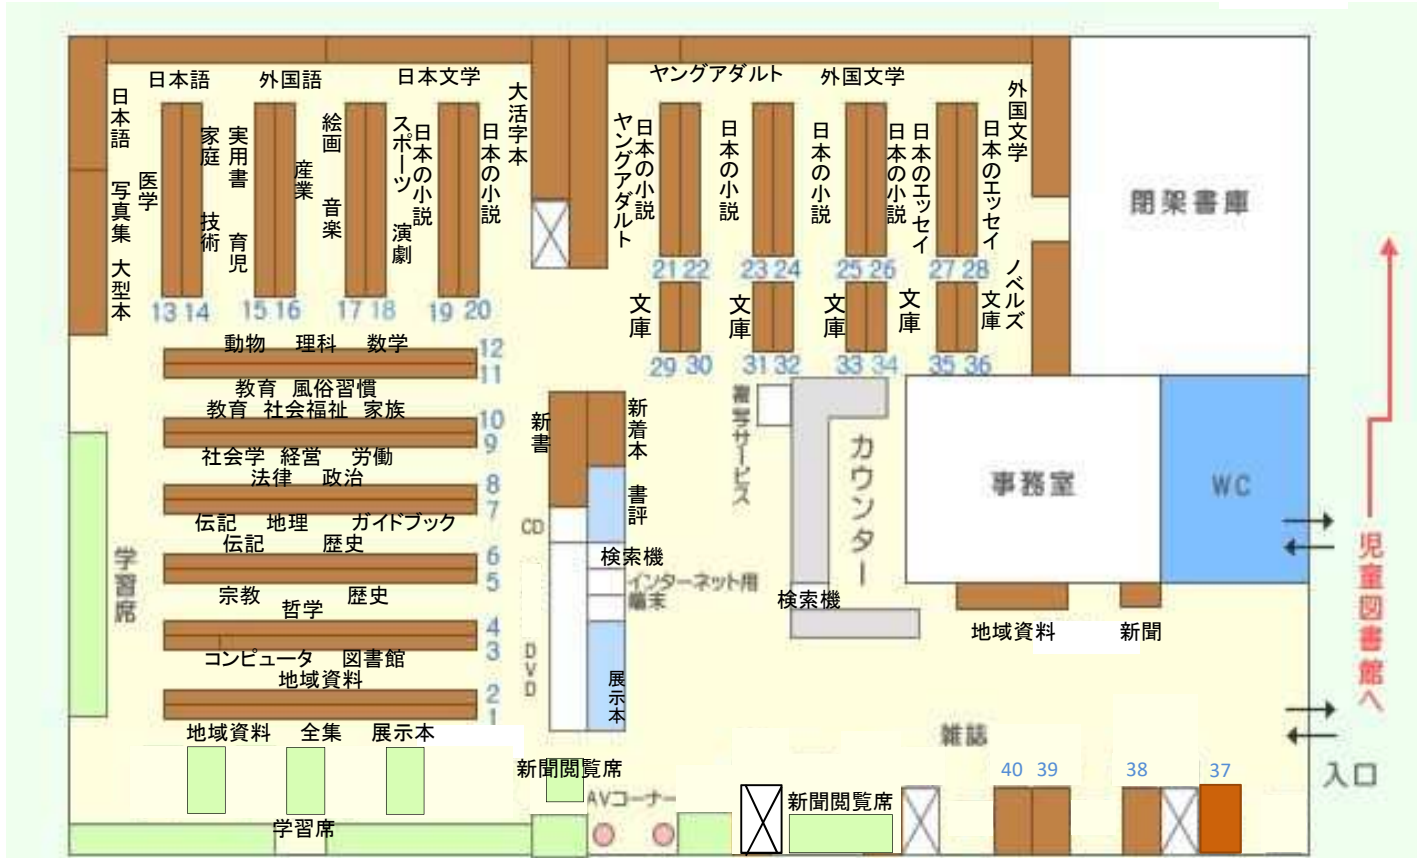 日本語
外国語
日本文学
ヤングアダルト
外国文学
日本語
写真集
大型本
医学
家庭
技術
実用書
育児
産業
絵画
音楽
スポーツ
演劇
日本の小説
日本の小説
大活字本
ヤングアダルト
日本の小説
日本の小説
日本の小説
日本の小説
日本のエッセイ
日本のエッセイ
外国文学
ノベルズ
閉架書庫
13 14
15 16
17 18
19 20
21 22
23 24
25 26
27 28
文庫
文庫
文庫
文庫
文庫
29 30
31 32
33 34
35 36
動物 理科 数学
12
11
教育 風俗習慣
教育 社会福祉 家族
10
9
社会学 経営 労働
法律 政治
8
7
伝記 地理 ガイドブック
伝記 歴史
6
5
宗教 歴史
哲学
4
3
コンピュータ 図書館
地域資料
2
1
地域資料 全集 展示本
学習席
学習席
新書
新着本
書評
CD
検索機
インターネット用
端末
DVD
展示本
複写サービス
カウンター
検索機
事務室
WC
地域資料
新聞
児童図書館へ
雑誌
入口
新聞閲覧席
AVコーナー
新聞閲覧席
40 39
38
37